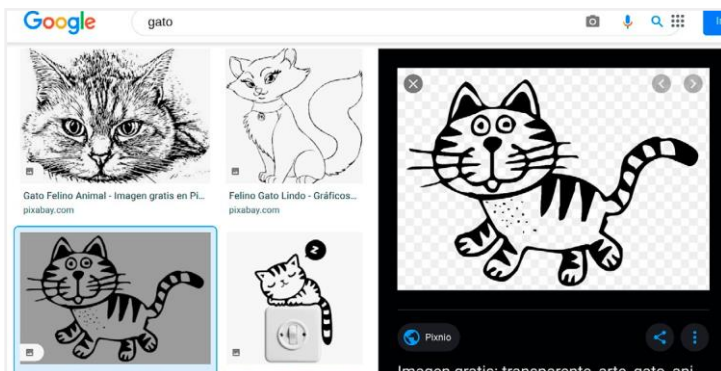 Google
gato
Gato Felino Animal - Imagen gratis en Pi...
pixabay.com
Felino Gato Lindo - Gráficos...
pixabay.com
Z
Pixnio
Imagen gratis: transparente, arte, gato, ani